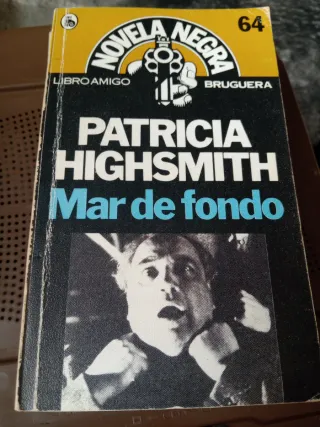 64
NOVELA NEGRA
LIBRO AMIGO BRUGUERA
PATRICIA
HIGHSMITH
Mar de fondo